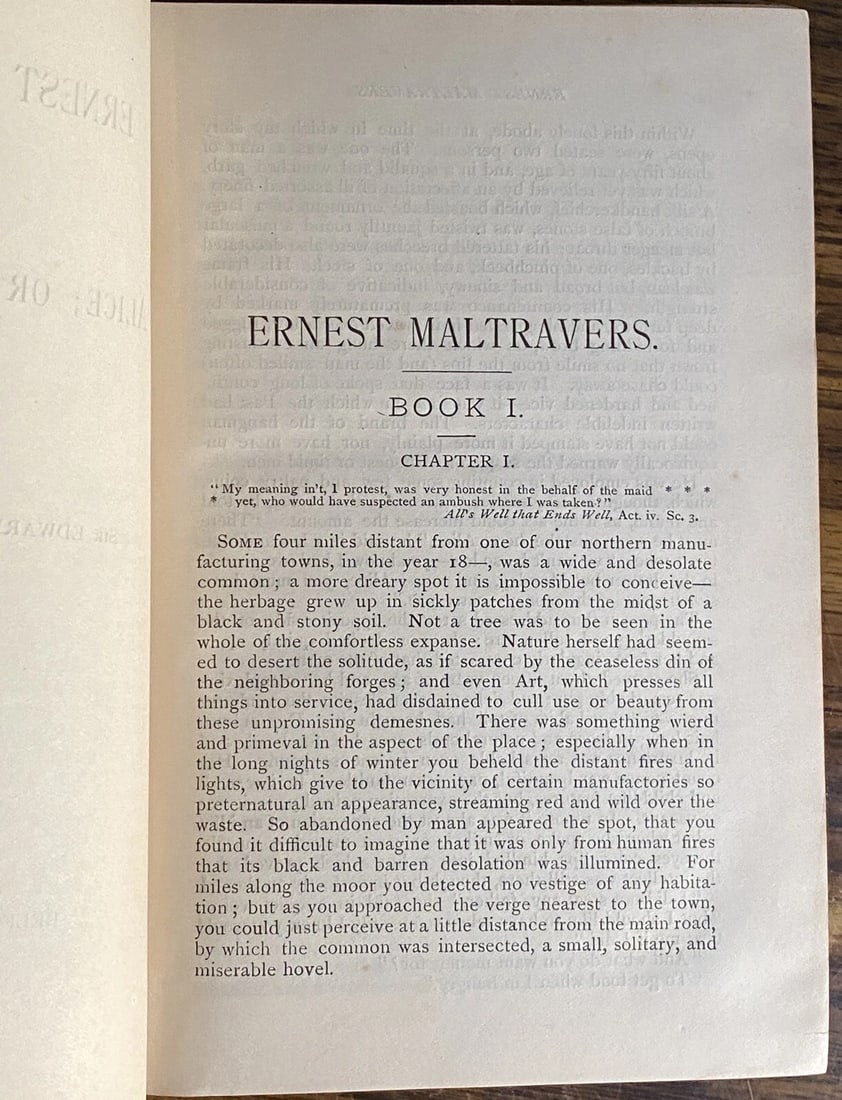 ERNEST MALTRAVERS.
BOOK I.
CHAPTER I.
"My meaning in't, I protest, was very honest in the behalf of the maid * * *
* yet, who would have suspected an ambush where I was taken?"
All's Well that Ends Well, Act. iv. Sc. 3.
SOME four miles distant from one of our northern manu-
facturing towns, in the year 18—, was a wide and desolate
common; a more dreary spot it is impossible to conceive—
the herbage grew up in sickly patches from the midst of a
black and stony soil. Not a tree was to be seen in the
whole of the comfortless expanse. Nature herself had seem-
ed to desert the solitude, as if scared by the ceaseless din of
the neighboring forges; and even Art, which presses all
things into service, had disdained to cull use or beauty from
these unpromising demesnes. There was something wierd
and primeval in the aspect of the place; especially when in
the long nights of winter you beheld the distant fires and
lights, which give to the vicinity of certain manufactories so
preternatural an appearance, streaming red and wild over the
waste. So abandoned by man appeared the spot, that you
found it difficult to imagine that it was only from human fires
that its black and barren desolation was illumined. For
miles along the moor you detected no vestige of any habita-
tion; but as you approached the verge nearest to the town,
you could just perceive at a little distance from the main road,
by which the common was intersected, a small, solitary, and
miserable hovel.